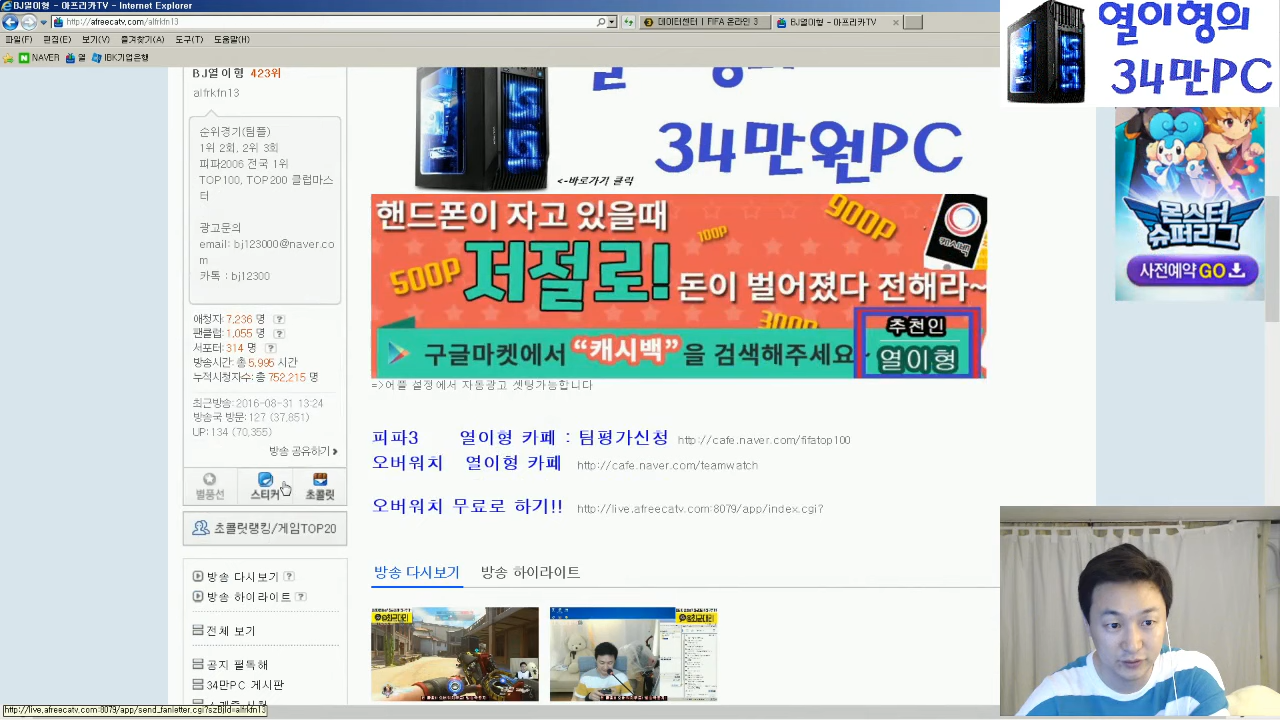 BJ열이형 - 아프리카TV - Internet Explorer
http://afreecatv.com/alfrkfn13
데이터센터 | FIFA 온라인 3
BJ열이형 - 아프리카TV
파일(F) 편집(E) 보기(V) 즐겨찾기(A) 도구(T) 도움말(H)
NAVER 열 IBK기업은행
열이형의
34만PC
BJ열이형 423위
alfrkfn13
순위경기(팀플)
1위 2회, 2위 3회
피파2006 전국 1위
TOP100, TOP200 클럽마스
터
광고문의
email: bjh23000@naver.co
m
카톡 : bjh2300
애청자: 7,236 명 ?
팬클럽: 1,055 명 ?
서포터: 314 명 ?
방송시간: 총 5,995 시간
누적시청자수: 총 752,215 명
최근방송: 2016-08-31 13:24
방송국 방문: 127 (37,851)
UP: 134 (70,355)
방송 공유하기
별풍선 스티커 초콜릿
초콜릿랭킹/게임TOP20
방송 다시보기 ?
방송 하이라이트 ?
전체 보기
공지 필독해
34만PC 게시판
34만원PC
<-바로가기 클릭
핸드폰이 자고 있을때
900P
100P
500P
저절로! 돈이 벌어졌다 전해라~
300P
캐시백
구글마켓에서 “캐시백”을 검색해주세요~
추천인
열이형
=>어플 설정에서 자동광고 셋팅가능합니다
피파3 열이형 카페 : 팀평가신청 http://cafe.naver.com/fifatop100
오버워치 열이형 카페 http://cafe.naver.com/teamwatch
오버워치 무료로 하기!! http://live.afreecatv.com:8079/app/index.cgi?
방송 다시보기 방송 하이라이트
몬스터
슈퍼리그
사전예약 GO
http://live.afreecatv.com:8079/app/send_fanletter.cgi?szBjId=alfrkfn13